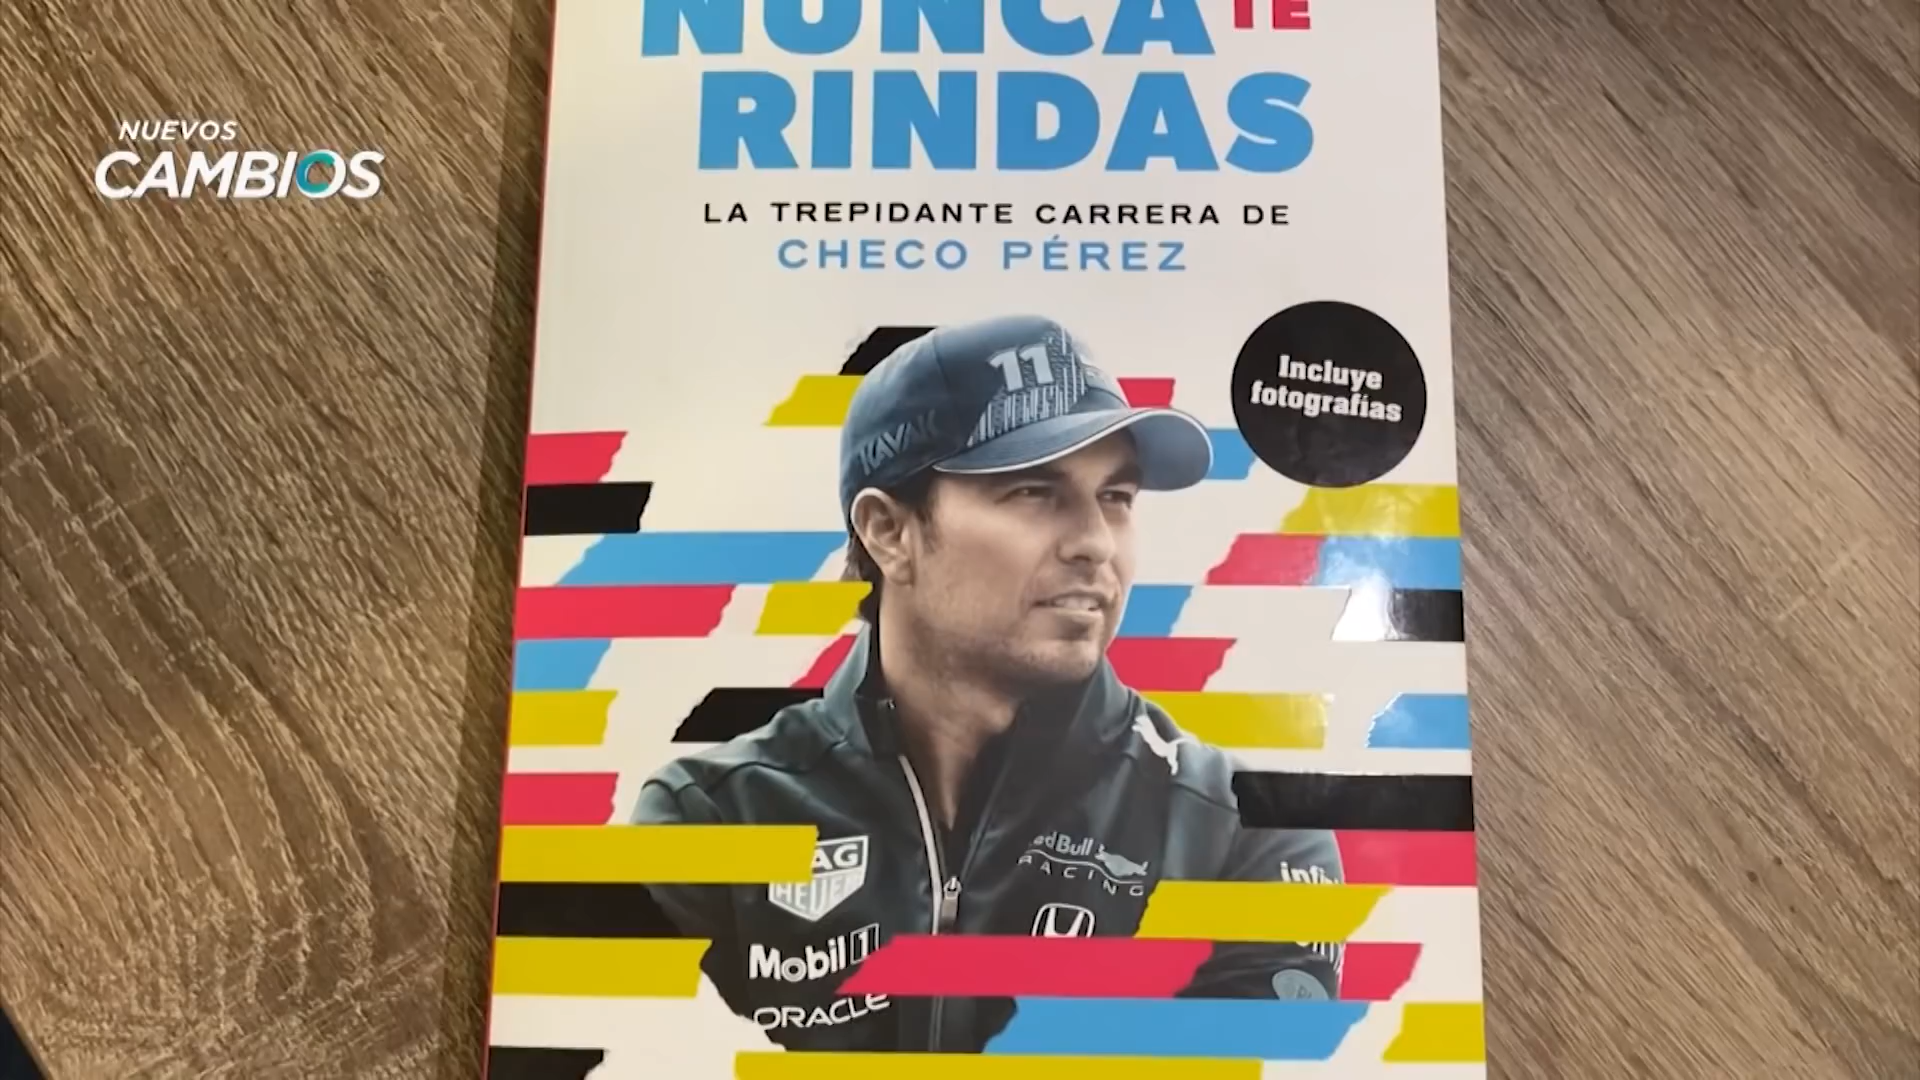 NUEVOS
CAMBIOS
NUNCA TE
RINDAS
LA TREPIDANTE CARRERA DE
CHECO PÉREZ
Incluye
fotografías
11
KAVAK
TAG
HEUER
Red Bull
RACING
Mobil 1
ORACLE